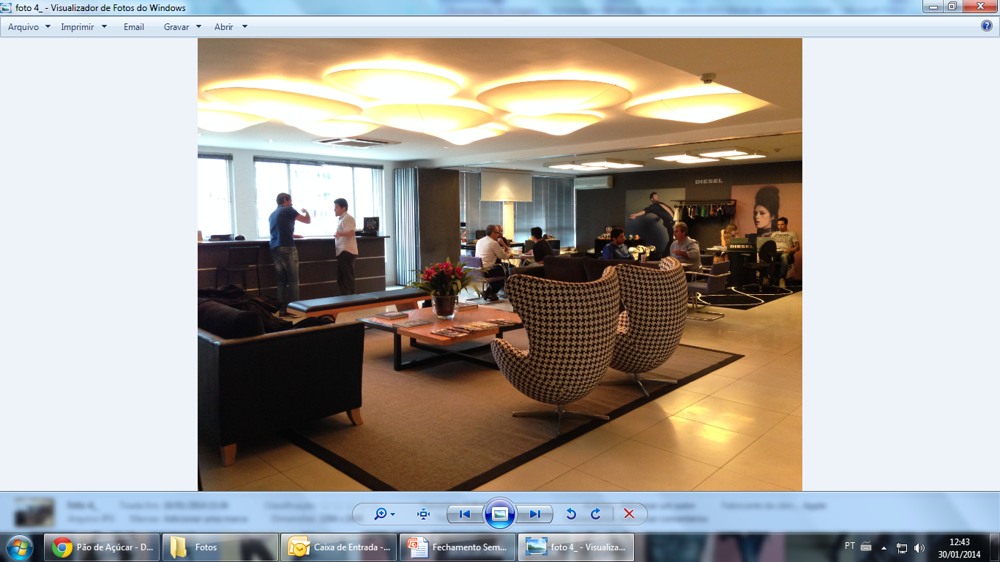 foto 4_ - Visualizador de Fotos do Windows
Arquivo Imprimir Email Gravar Abrir
DIESEL
DIESEL
Pão de Açúcar - D...
Fotos
Caixa de Entrada -...
Fechamento Sem...
foto 4_ - Visualiza...
PT
12:43
30/01/2014